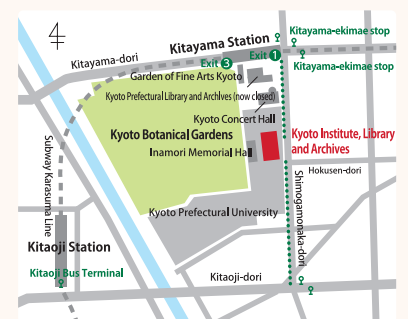 Kitayama Station
Kitayama-ekimae stop
Kitayama-dori
Exit 3
Exit 1
Kitayama-ekimae stop
Garden of Fine Arts Kyoto
Kyoto Prefectural Library and Archives (now closed)
Kyoto Concert Hall
Kyoto Botanical Gardens
Kyoto Institute, Library
and Archives
Inamori Memorial Hall
Subway Karasuma Line
Hokusen-dori
Shimogamonaka-dori
Kyoto Prefectural University
Kitaoji Station
Kitaoji Bus Terminal
Kitaoji-dori